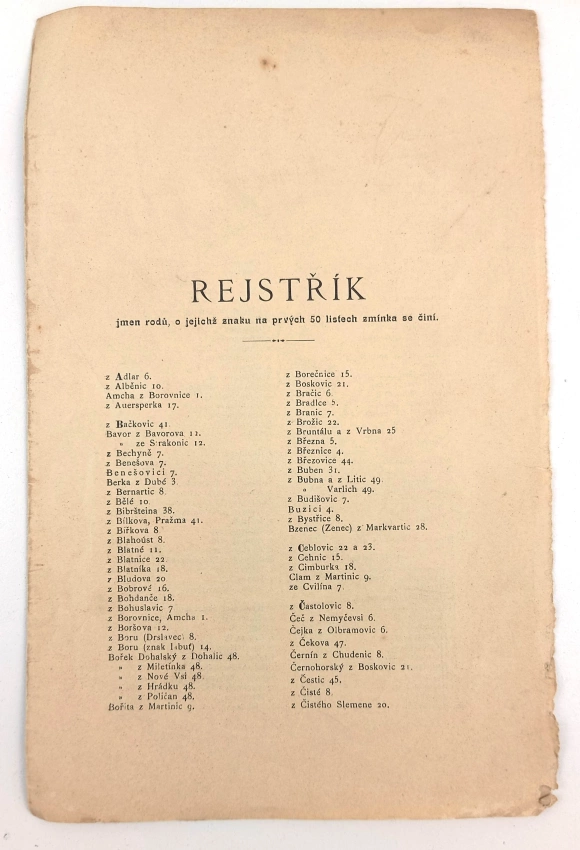 REJSTŘÍK
jmen rodů, o jejichž znaku na prvých 50 listech zmínka se činí.
z Adlar 6.
z Alběnic 10.
Amcha z Borovnice 1.
z Auersperka 17.
z Bačkovic 41
Bavor z Bavorova 12.
„ ze Strakonic 12.
z Bechyně 7.
z Benešova 7.
Benešovici 7.
Berka z Dubé 3
z Bernartic 8
z Bělé 10
z Bibršteina 38.
z Bílkova, Pražma 41.
z Biřkova 8
z Blahoúst 8.
z Blatné 11.
z Blatnice 22
z Blatníka 18.
z Bludova 20
z Bobrové 16.
z Bohdanče 18.
z Bohuslavic 7
z Borovnice, Amcha 1.
z Boršova 12.
z Boru (Drslavec) 8.
z Boru (znak labuť) 14.
Bořek Dohalský z Dohalic 48.
„ z Miletínka 48.
„ z Nové Vsi 48.
„ z Hrádku 48.
„ z Poličan 48.
Bořita z Martinic 9.
z Borečnice 15.
z Boskovic 21.
z Bračic 6
z Bradlce 5.
z Branic 7.
z Brožic 22.
z Bruntálu a z Vrbna 25
z Března 5.
z Březnice 4.
z Březovice 44.
z Buben 31.
z Bubna a z Litic 49
„ Varlich 49.
z Budišovic 7.
Buzici 4.
z Bystřice 8.
Bzenec (Zenec) z Markvartic 28.
z Ceblovic 22 a 23.
z Cehnic 15.
z Cimburka 18.
Clam z Martinic 9.
ze Cvilína 7
z Častolovic 8.
Čeč z Nemyčevsi 6.
Čejka z Olbramovic 6.
z Čekova 47.
Černín z Chudenic 8.
Černohorský z Boskovic 21.
z Čestic 45.
z Čisté 8.
z Čistého Slemene 20.